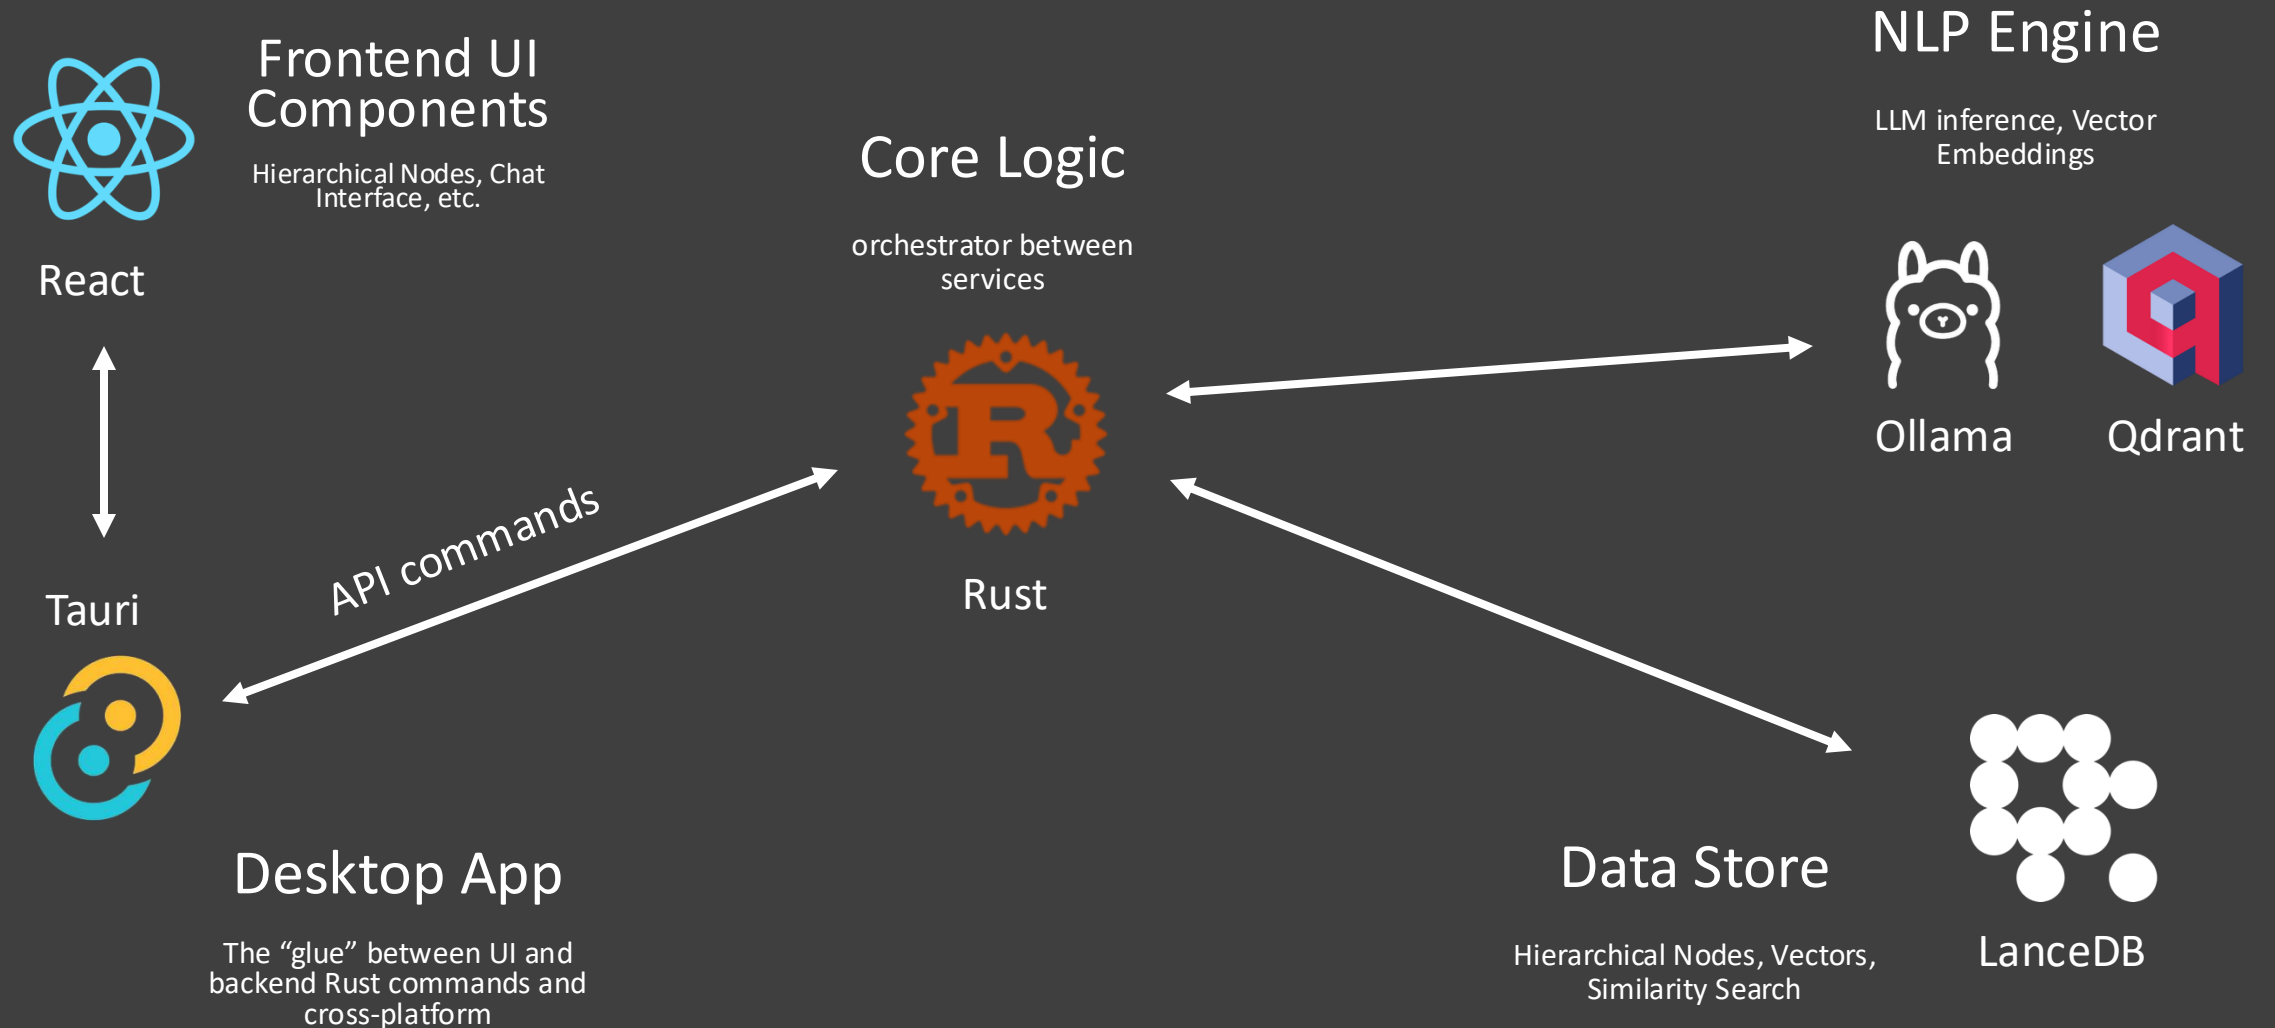 Frontend UI
Components
Hierarchical Nodes, Chat
Interface, etc.
React
Tauri
API commands
Desktop App
The “glue” between UI and
backend Rust commands and
cross-platform
Core Logic
orchestrator between
services
Rust
NLP Engine
LLM inference, Vector
Embeddings
Ollama
Qdrant
Data Store
Hierarchical Nodes, Vectors,
Similarity Search
LanceDB